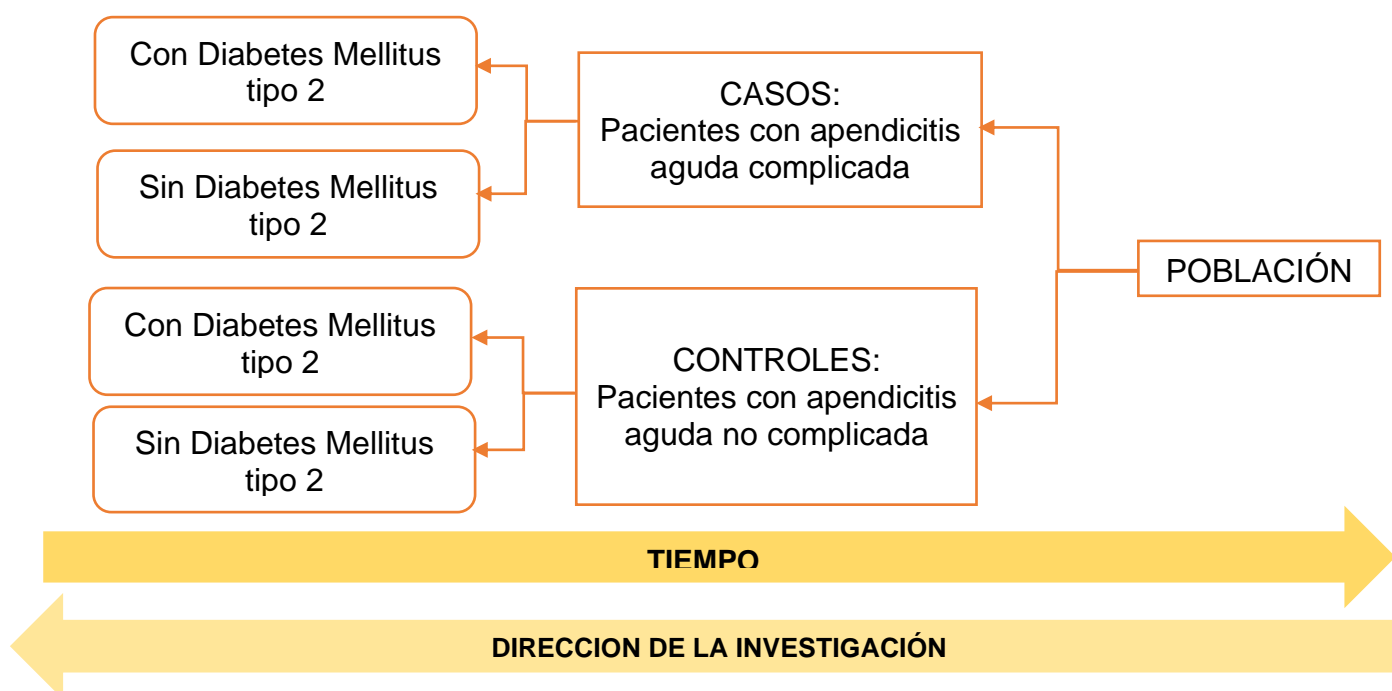 Con Diabetes Mellitus
tipo 2
Sin Diabetes Mellitus
tipo 2
CASOS:
Pacientes con apendicitis
aguda complicada
POBLACIÓN
Con Diabetes Mellitus
tipo 2
Sin Diabetes Mellitus
tipo 2
CONTROLES:
Pacientes con apendicitis
aguda no complicada
TIEMPO
DIRECCION DE LA INVESTIGACIÓN